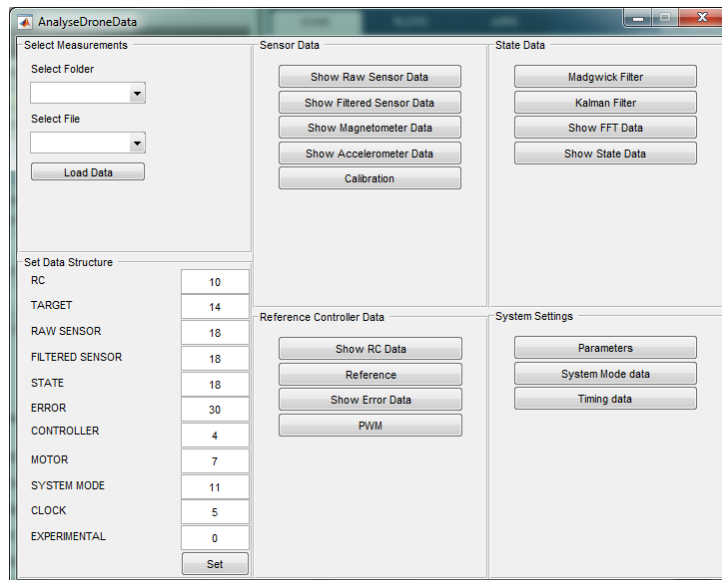 AnalyseDroneData
Select Measurements
Select Folder
Select File
Load Data
Sensor Data
Show Raw Sensor Data
Show Filtered Sensor Data
Show Magnetometer Data
Show Accelerometer Data
Calibration
State Data
Madgwick Filter
Kalman Filter
Show FFT Data
Show State Data
Set Data Structure
RC 10
TARGET 14
RAW SENSOR 18
FILTERED SENSOR 18
STATE 18
ERROR 30
CONTROLLER 4
MOTOR 7
SYSTEM MODE 11
CLOCK 5
EXPERIMENTAL 0
Set
Reference Controller Data
Show RC Data
Reference
Show Error Data
PWM
System Settings
Parameters
System Mode data
Timing data